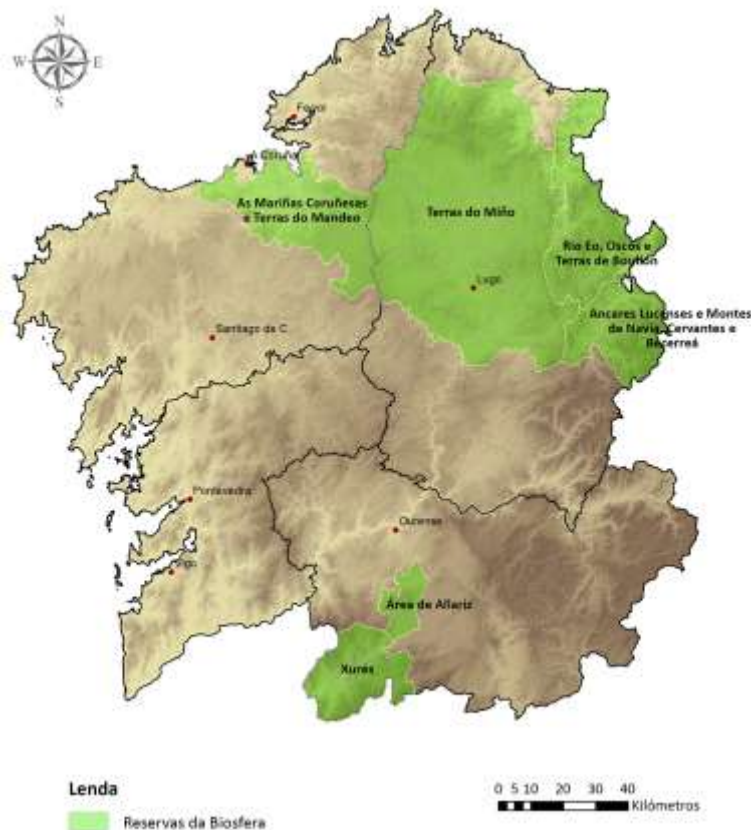 N
W E
S
Ferrol
A Coruña
As Mariñas Coruñesas
e Terras do Mandeo
Terras do Miño
Río Eo, Oscos e
Terras de Burón
Lugo
Ancares Lucenses e Montes
de Navia, Cervantes e
Becerreá
Santiago de C.
Pontevedra
Ourense
Vigo
Área de Allariz
Xurés
Lenda
Reservas da Biosfera
0 5 10 20 30 40
Kilómetros